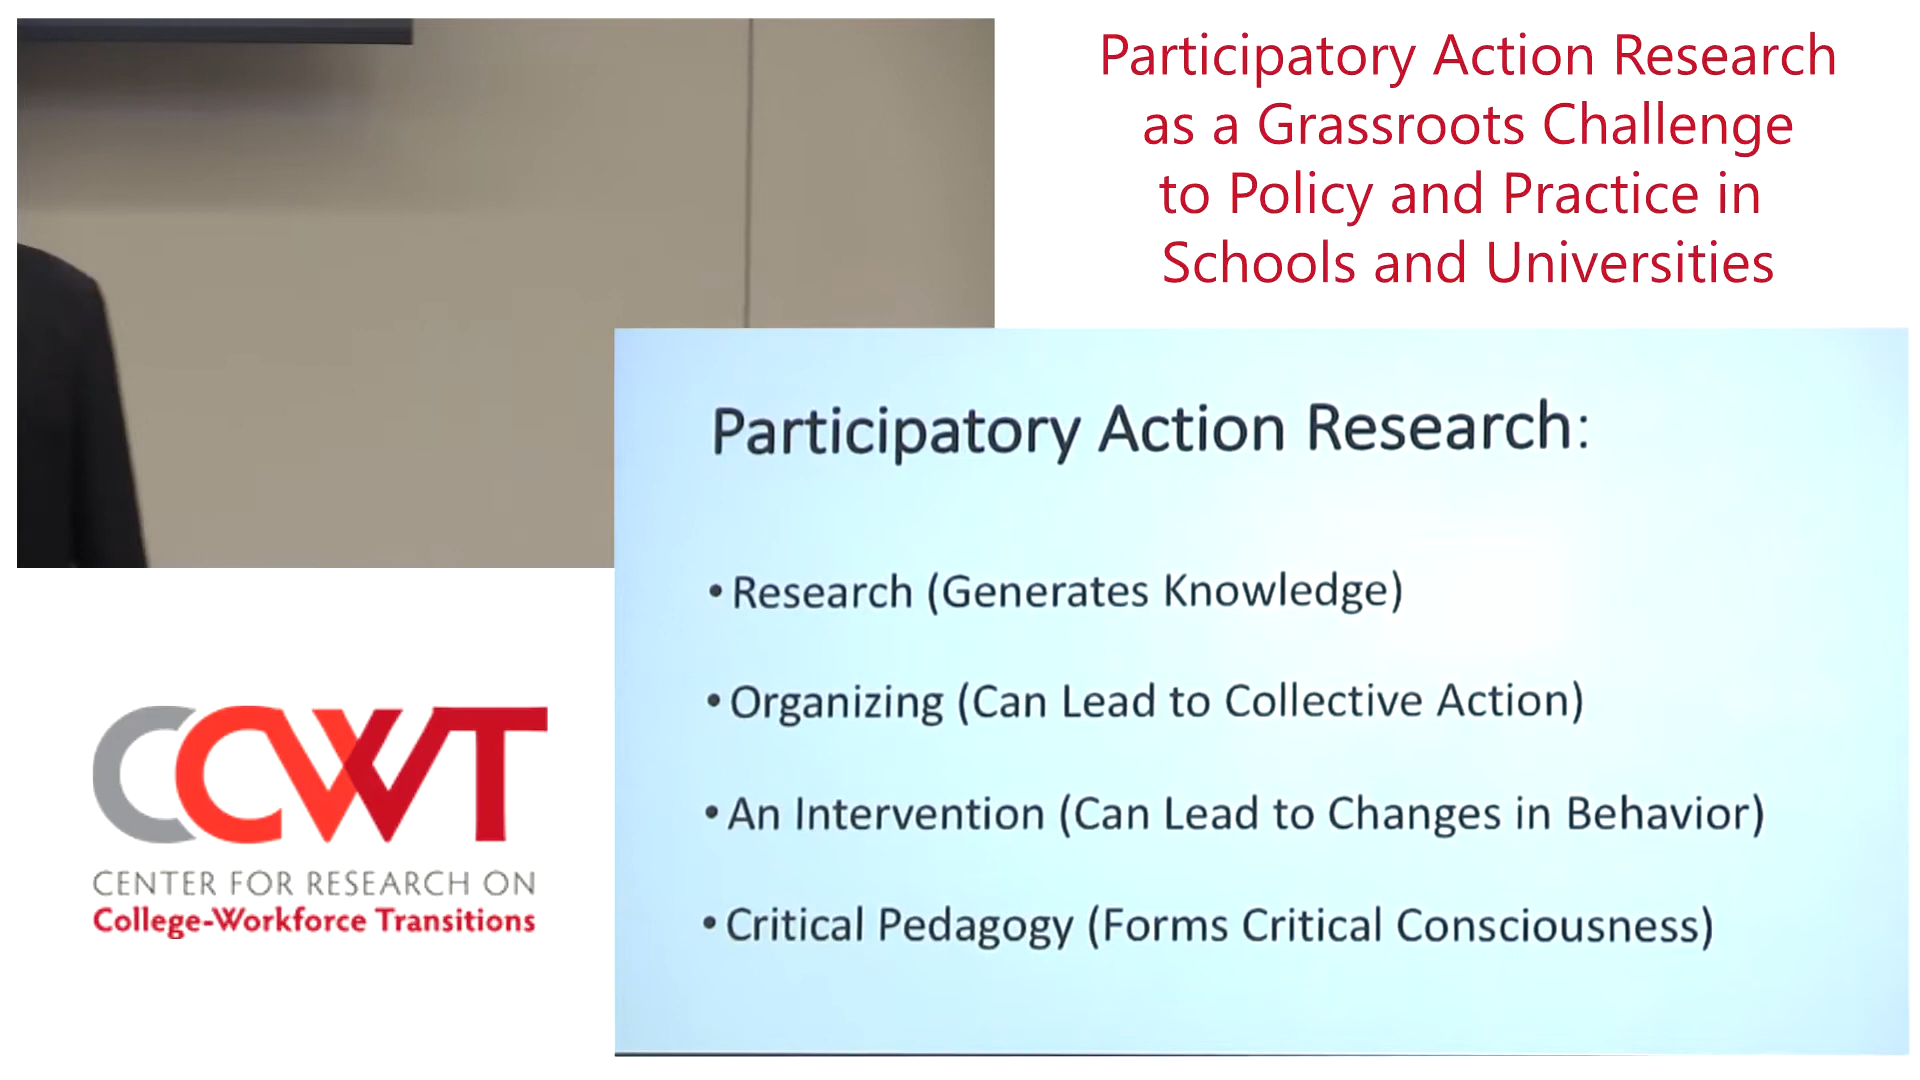 Participatory Action Research
as a Grassroots Challenge
to Policy and Practice in
Schools and Universities
Participatory Action Research:
• Research (Generates Knowledge)
• Organizing (Can Lead to Collective Action)
• An Intervention (Can Lead to Changes in Behavior)
• Critical Pedagogy (Forms Critical Consciousness)
CCWT
CENTER FOR RESEARCH ON
College-Workforce Transitions